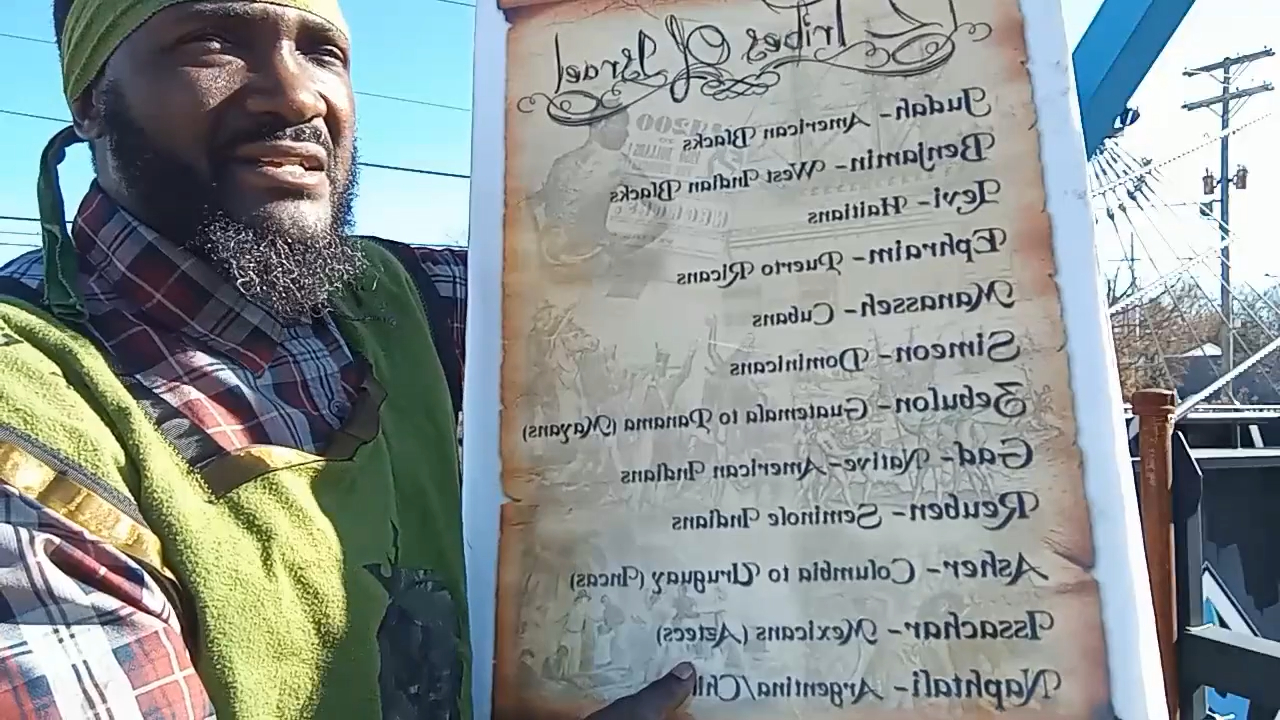 12 Tribes Of Israel
Judah- American Blacks
Benjamin- West Indian Blacks
Levi- Haitians
Ephraim- Puerto Ricans
Manasseh- Cubans
Simeon- Dominicans
Zebulon- Guatemala to Panama (Mayans)
Gad- Native-American Indians
Reuben- Seminole Indians
Asher- Columbia to Uruguay (Incas)
Issachar- Mexicans (Aztecs)
Naphtali- Argentina/Chili